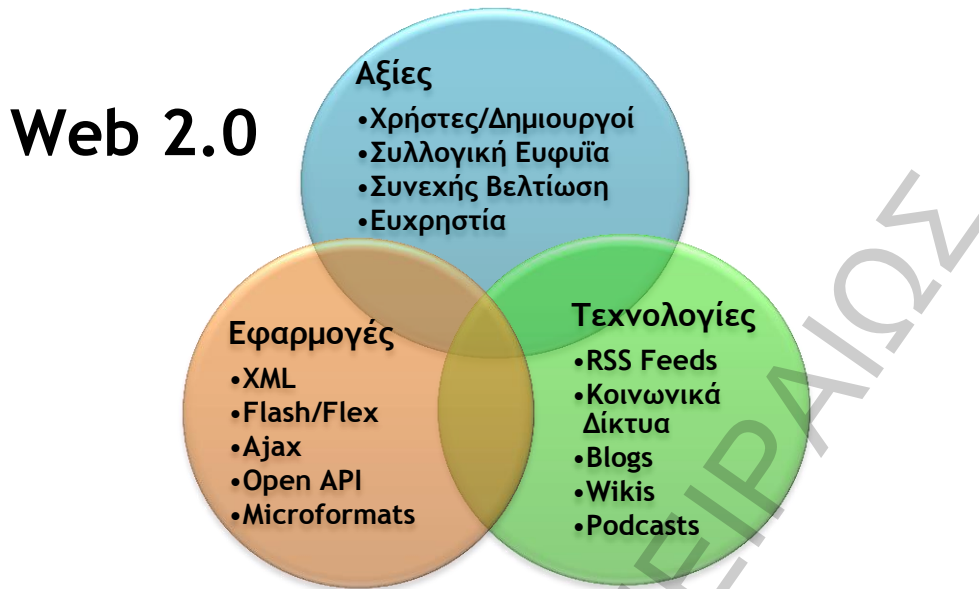 Web 2.0
Αξίες
•Χρήστες/Δημιουργοί
•Συλλογική Ευφυΐα
•Συνεχής Βελτίωση
•Ευχρηστία
Εφαρμογές
•XML
•Flash/Flex
•Ajax
•Open API
•Microformats
Τεχνολογίες
•RSS Feeds
•Κοινωνικά
Δίκτυα
•Blogs
•Wikis
•Podcasts
ΕΙΡΑΙΩΣ